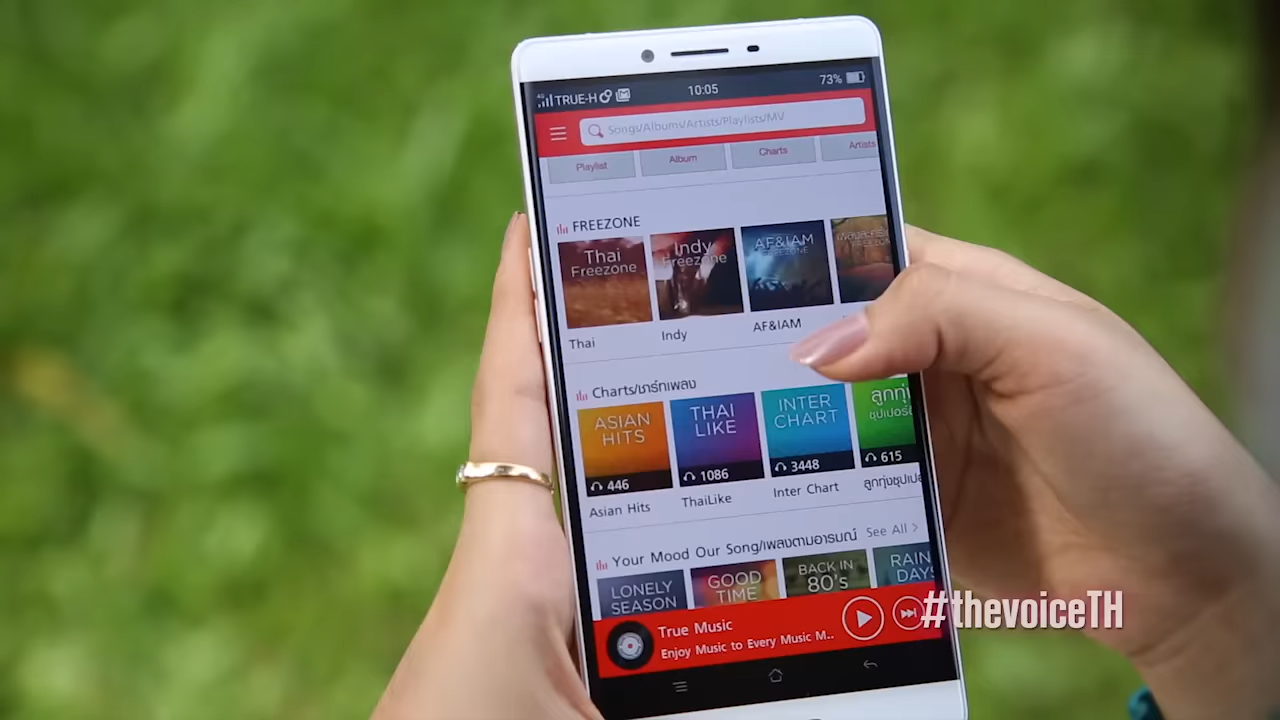 4G TRUE-H 10:05 73%
Songs/Albums/Artists/Playlists/MV
Playlist Album Charts Artists
FREEZONE
Thai Freezone
Indy Freezone
AF&IAM FREEZONE
Thai Indy AF&IAM
Charts/ชาร์ทเพลง
ASIAN HITS
THAI LIKE
INTER CHART
446 1086 3448 615
Asian Hits ThaiLike Inter Chart
Your Mood Our Song/เพลงตามอารมณ์ See All >
LONELY SEASON
GOOD TIME
BACK IN 80's
RAIN
True Music
Enjoy Music to Every Music M..
#thevoiceTH